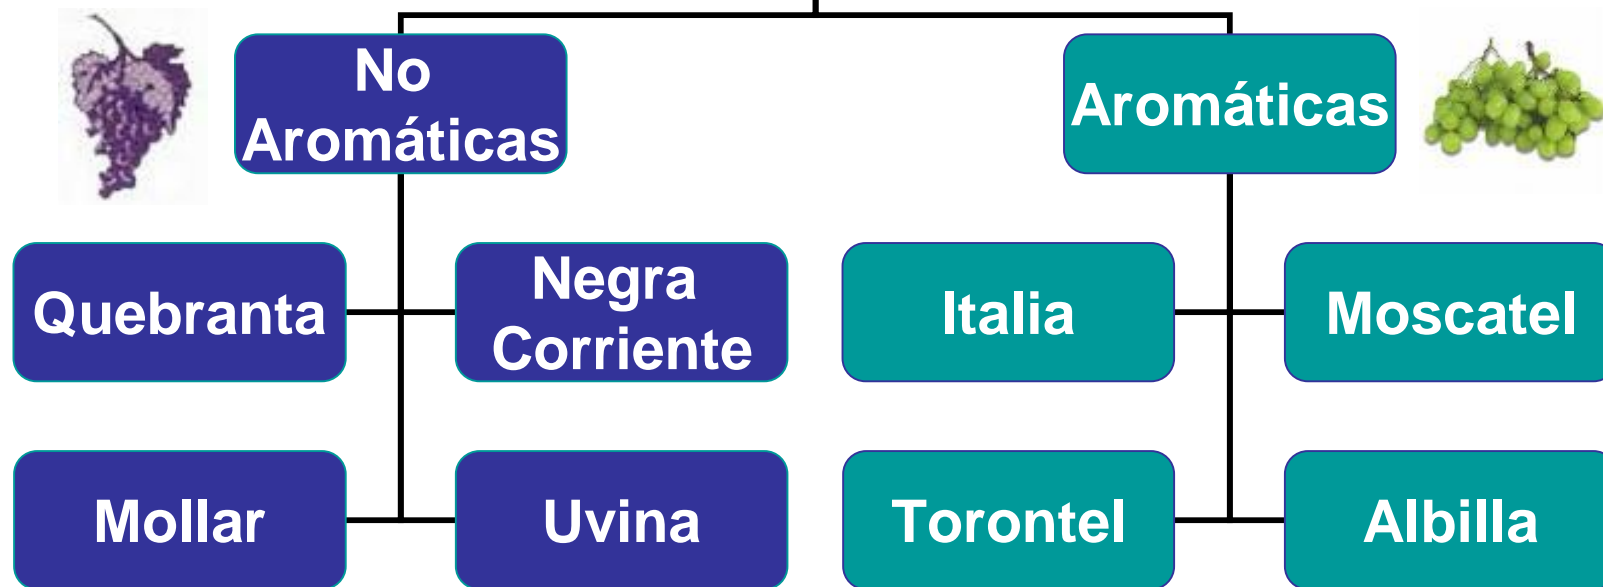 No
Aromáticas
Aromáticas
Quebranta
Negra
Corriente
Italia
Moscatel
Mollar
Uvina
Torontel
Albilla